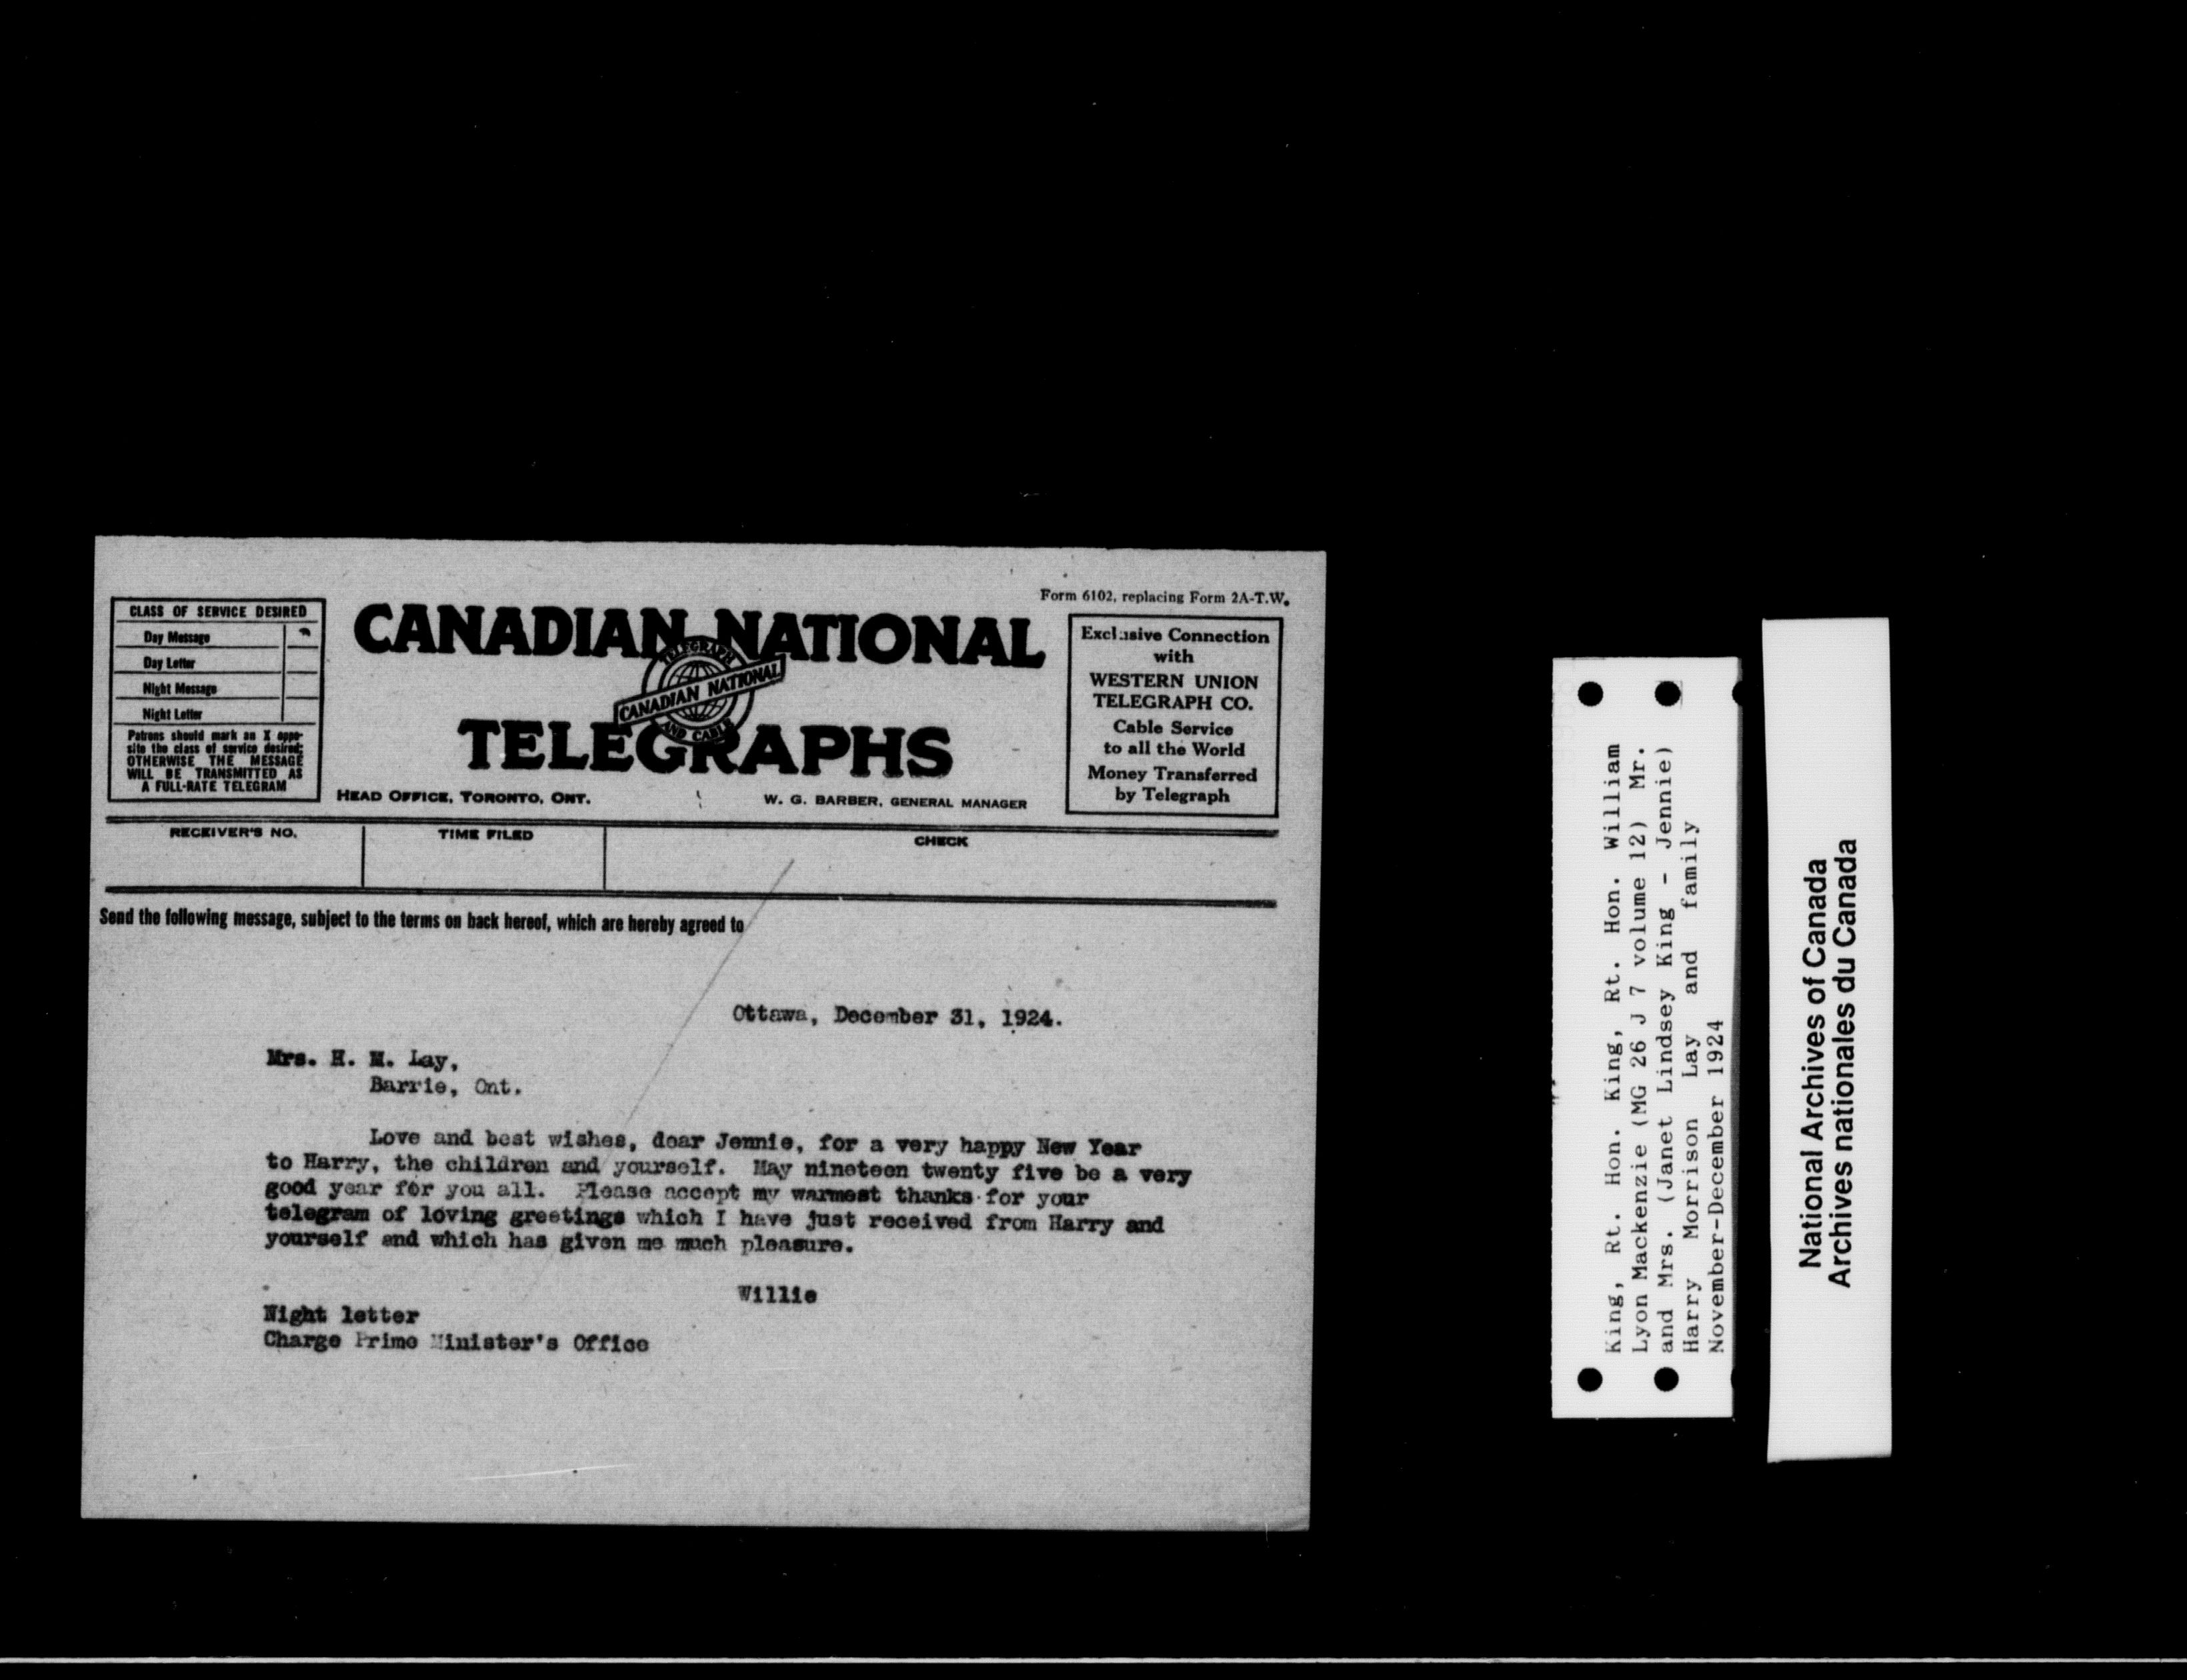 Form 6102, replacing Form 2A-T.W.
CLASS OF SERVICE DESIRED
Day Message
Day Letter
Night Message
Night Letter
Patrons should mark an X oppo-
site the class of service desired;
OTHERWISE THE MESSAGE
WILL BE TRANSMITTED AS
A FULL-RATE TELEGRAM
CANADIAN NATIONAL
TELEGRAPH
CANADIAN NATIONAL
AND CABLE
TELEGRAPHS
HEAD OFFICE, TORONTO, ONT.
W. G. BARBER, GENERAL MANAGER
Exclusive Connection
with
WESTERN UNION
TELEGRAPH CO.
Cable Service
to all the World
Money Transferred
by Telegraph
RECEIVER'S NO.
TIME FILED
CHECK
Send the following message, subject to the terms on back hereof, which are hereby agreed to
Ottawa, December 31, 1924.
Mrs. H. M. Lay,
Barrie, Ont.
Love and best wishes, dear Jennie, for a very happy New Year
to Harry, the children and yourself. May nineteen twenty five be a very
good year for you all. Please accept my warmest thanks for your
telegram of loving greetings which I have just received from Harry and
yourself and which has given me much pleasure.
Willie
Night letter
Charge Prime Minister's Office
King, Rt. Hon. King, Rt. Hon. William
Lyon Mackenzie (MG 26 J 7 volume 12) Mr.
and Mrs. (Janet Lindsey King - Jennie)
Harry Morrison Lay and family
November-December 1924
National Archives of Canada
Archives nationales du Canada